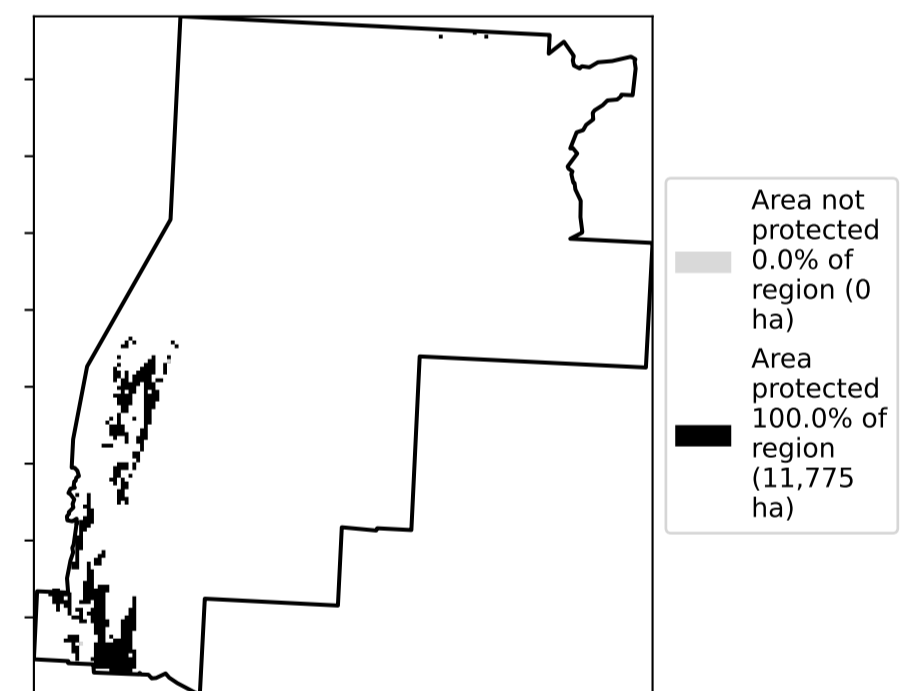 Area not
protected
0.0% of
region (0
ha)
Area
protected
100.0% of
region
(11,775
ha)